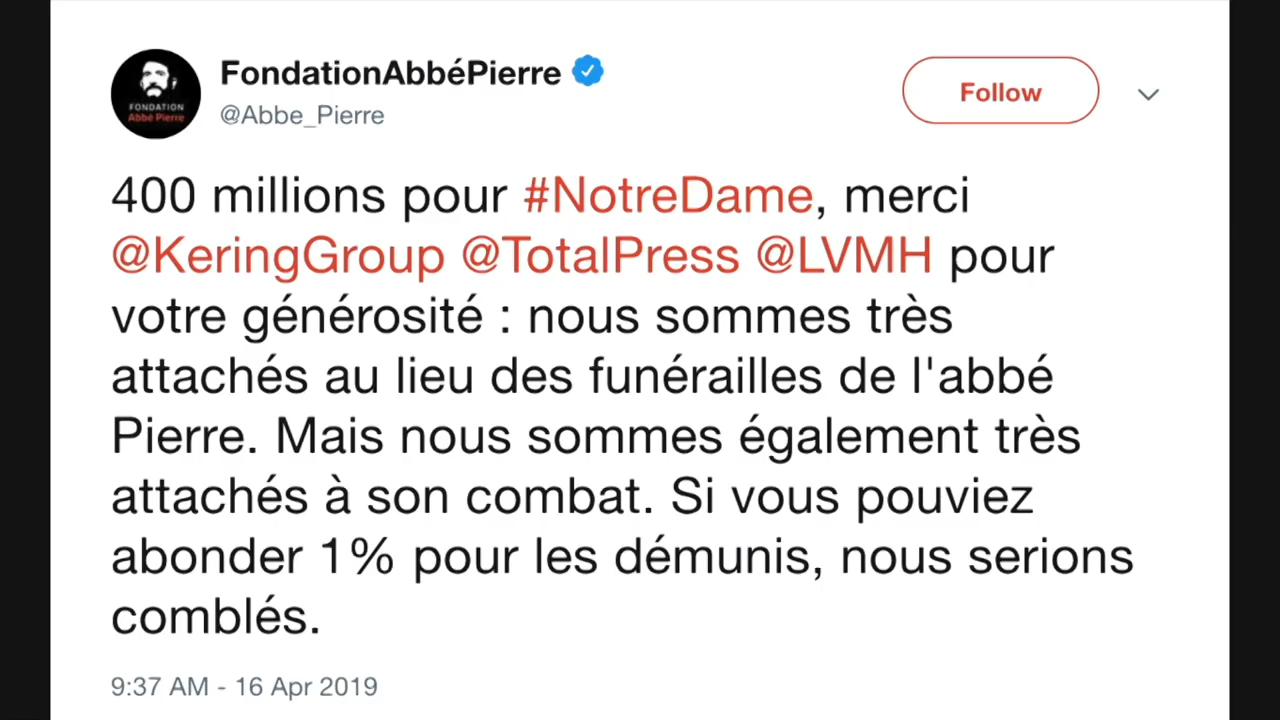 FondationAbbéPierre
@Abbe_Pierre
Follow
FONDATION
Abbé Pierre
400 millions pour #NotreDame, merci
@KeringGroup @TotalPress @LVMH pour
votre générosité : nous sommes très
attachés au lieu des funérailles de l'abbé
Pierre. Mais nous sommes également très
attachés à son combat. Si vous pouviez
abonder 1% pour les démunis, nous serions
comblés.
9:37 AM - 16 Apr 2019